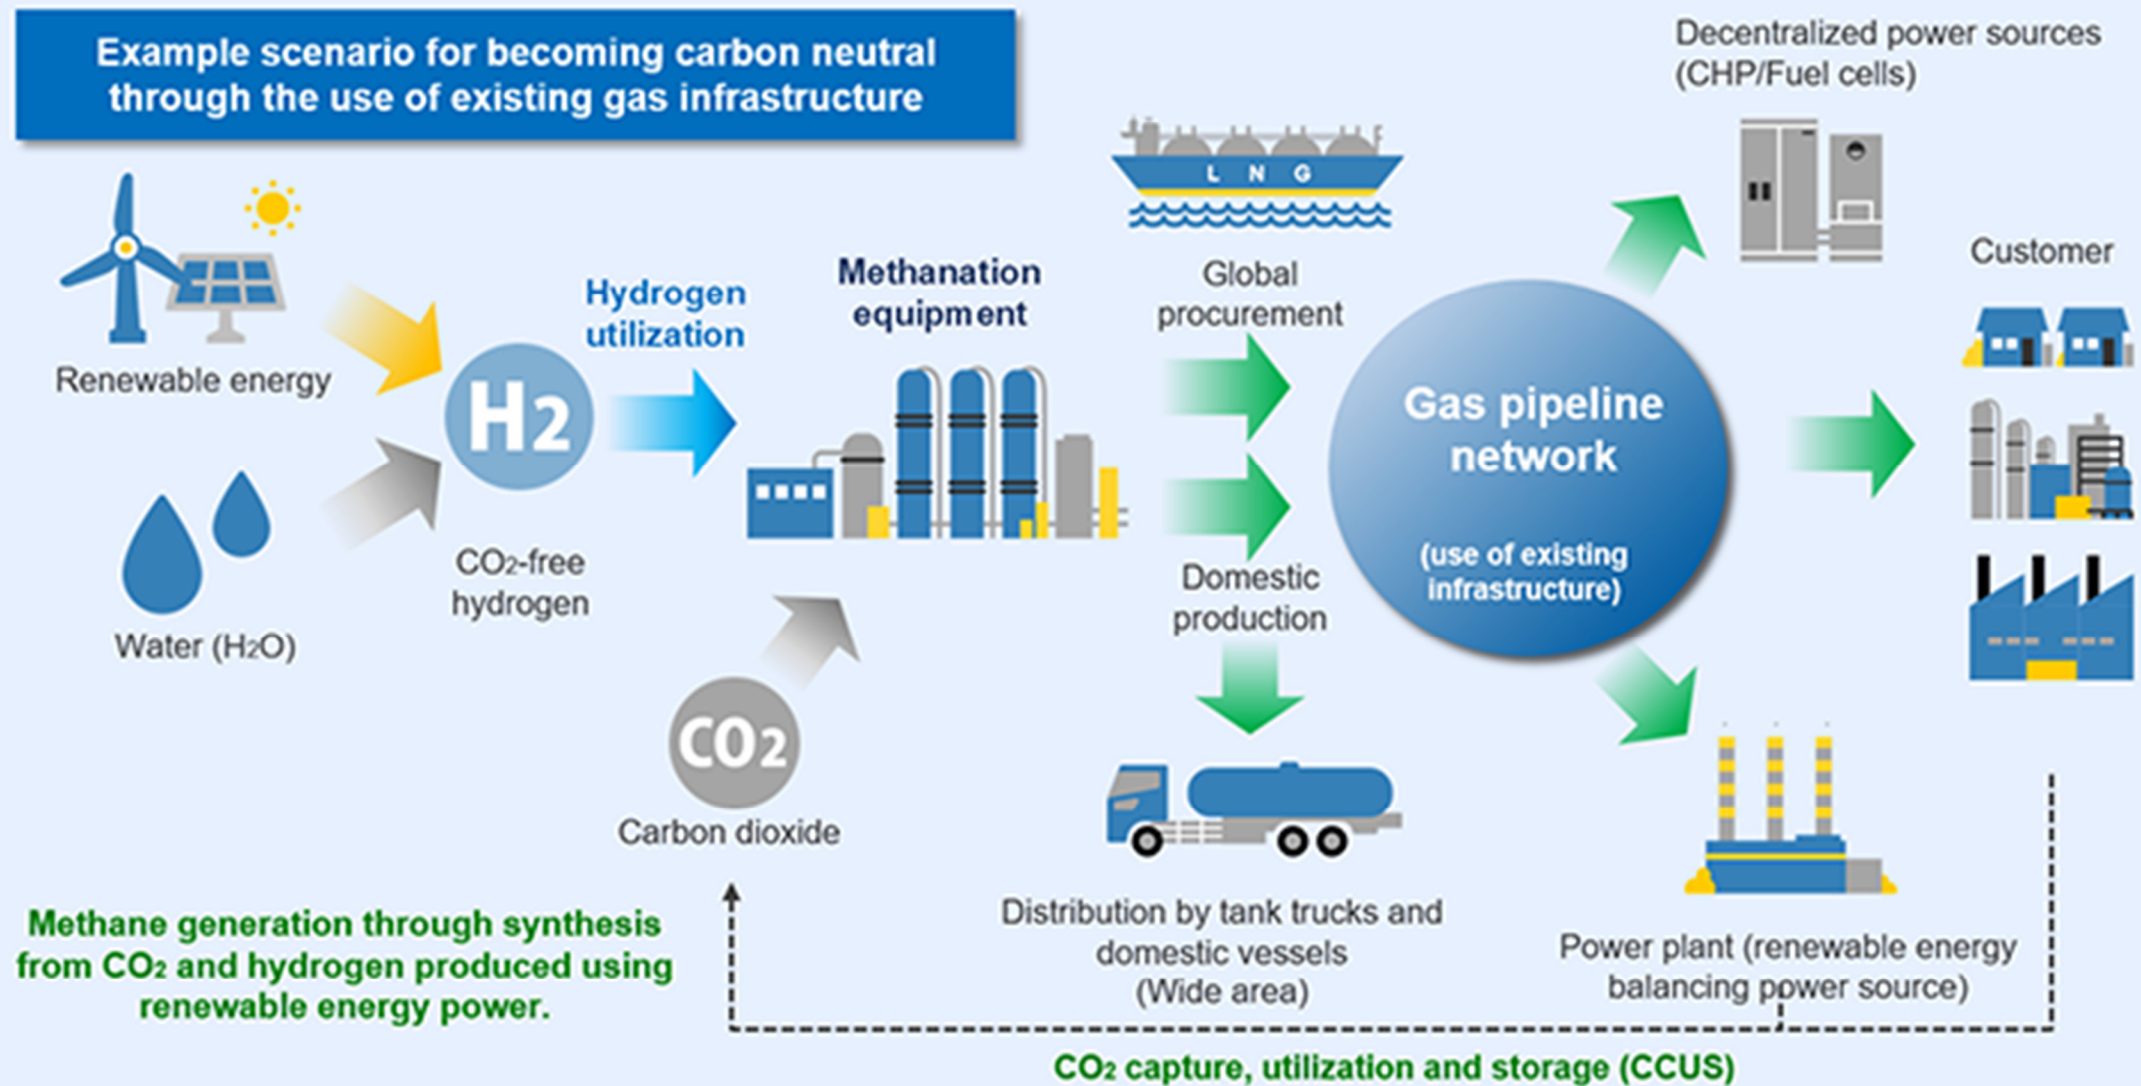 Example scenario for becoming carbon neutral
through the use of existing gas infrastructure
Decentralized power sources
(CHP/Fuel cells)
L N G
Customer
Methanation
equipment
Global
procurement
Hydrogen
utilization
Renewable energy
H2
Gas pipeline
network
(use of existing
infrastructure)
CO2-free
hydrogen
Domestic
production
Water (H2O)
CO2
Carbon dioxide
Distribution by tank trucks and
domestic vessels
(Wide area)
Power plant (renewable energy
balancing power source)
Methane generation through synthesis
from CO2 and hydrogen produced using
renewable energy power.
CO2 capture, utilization and storage (CCUS)